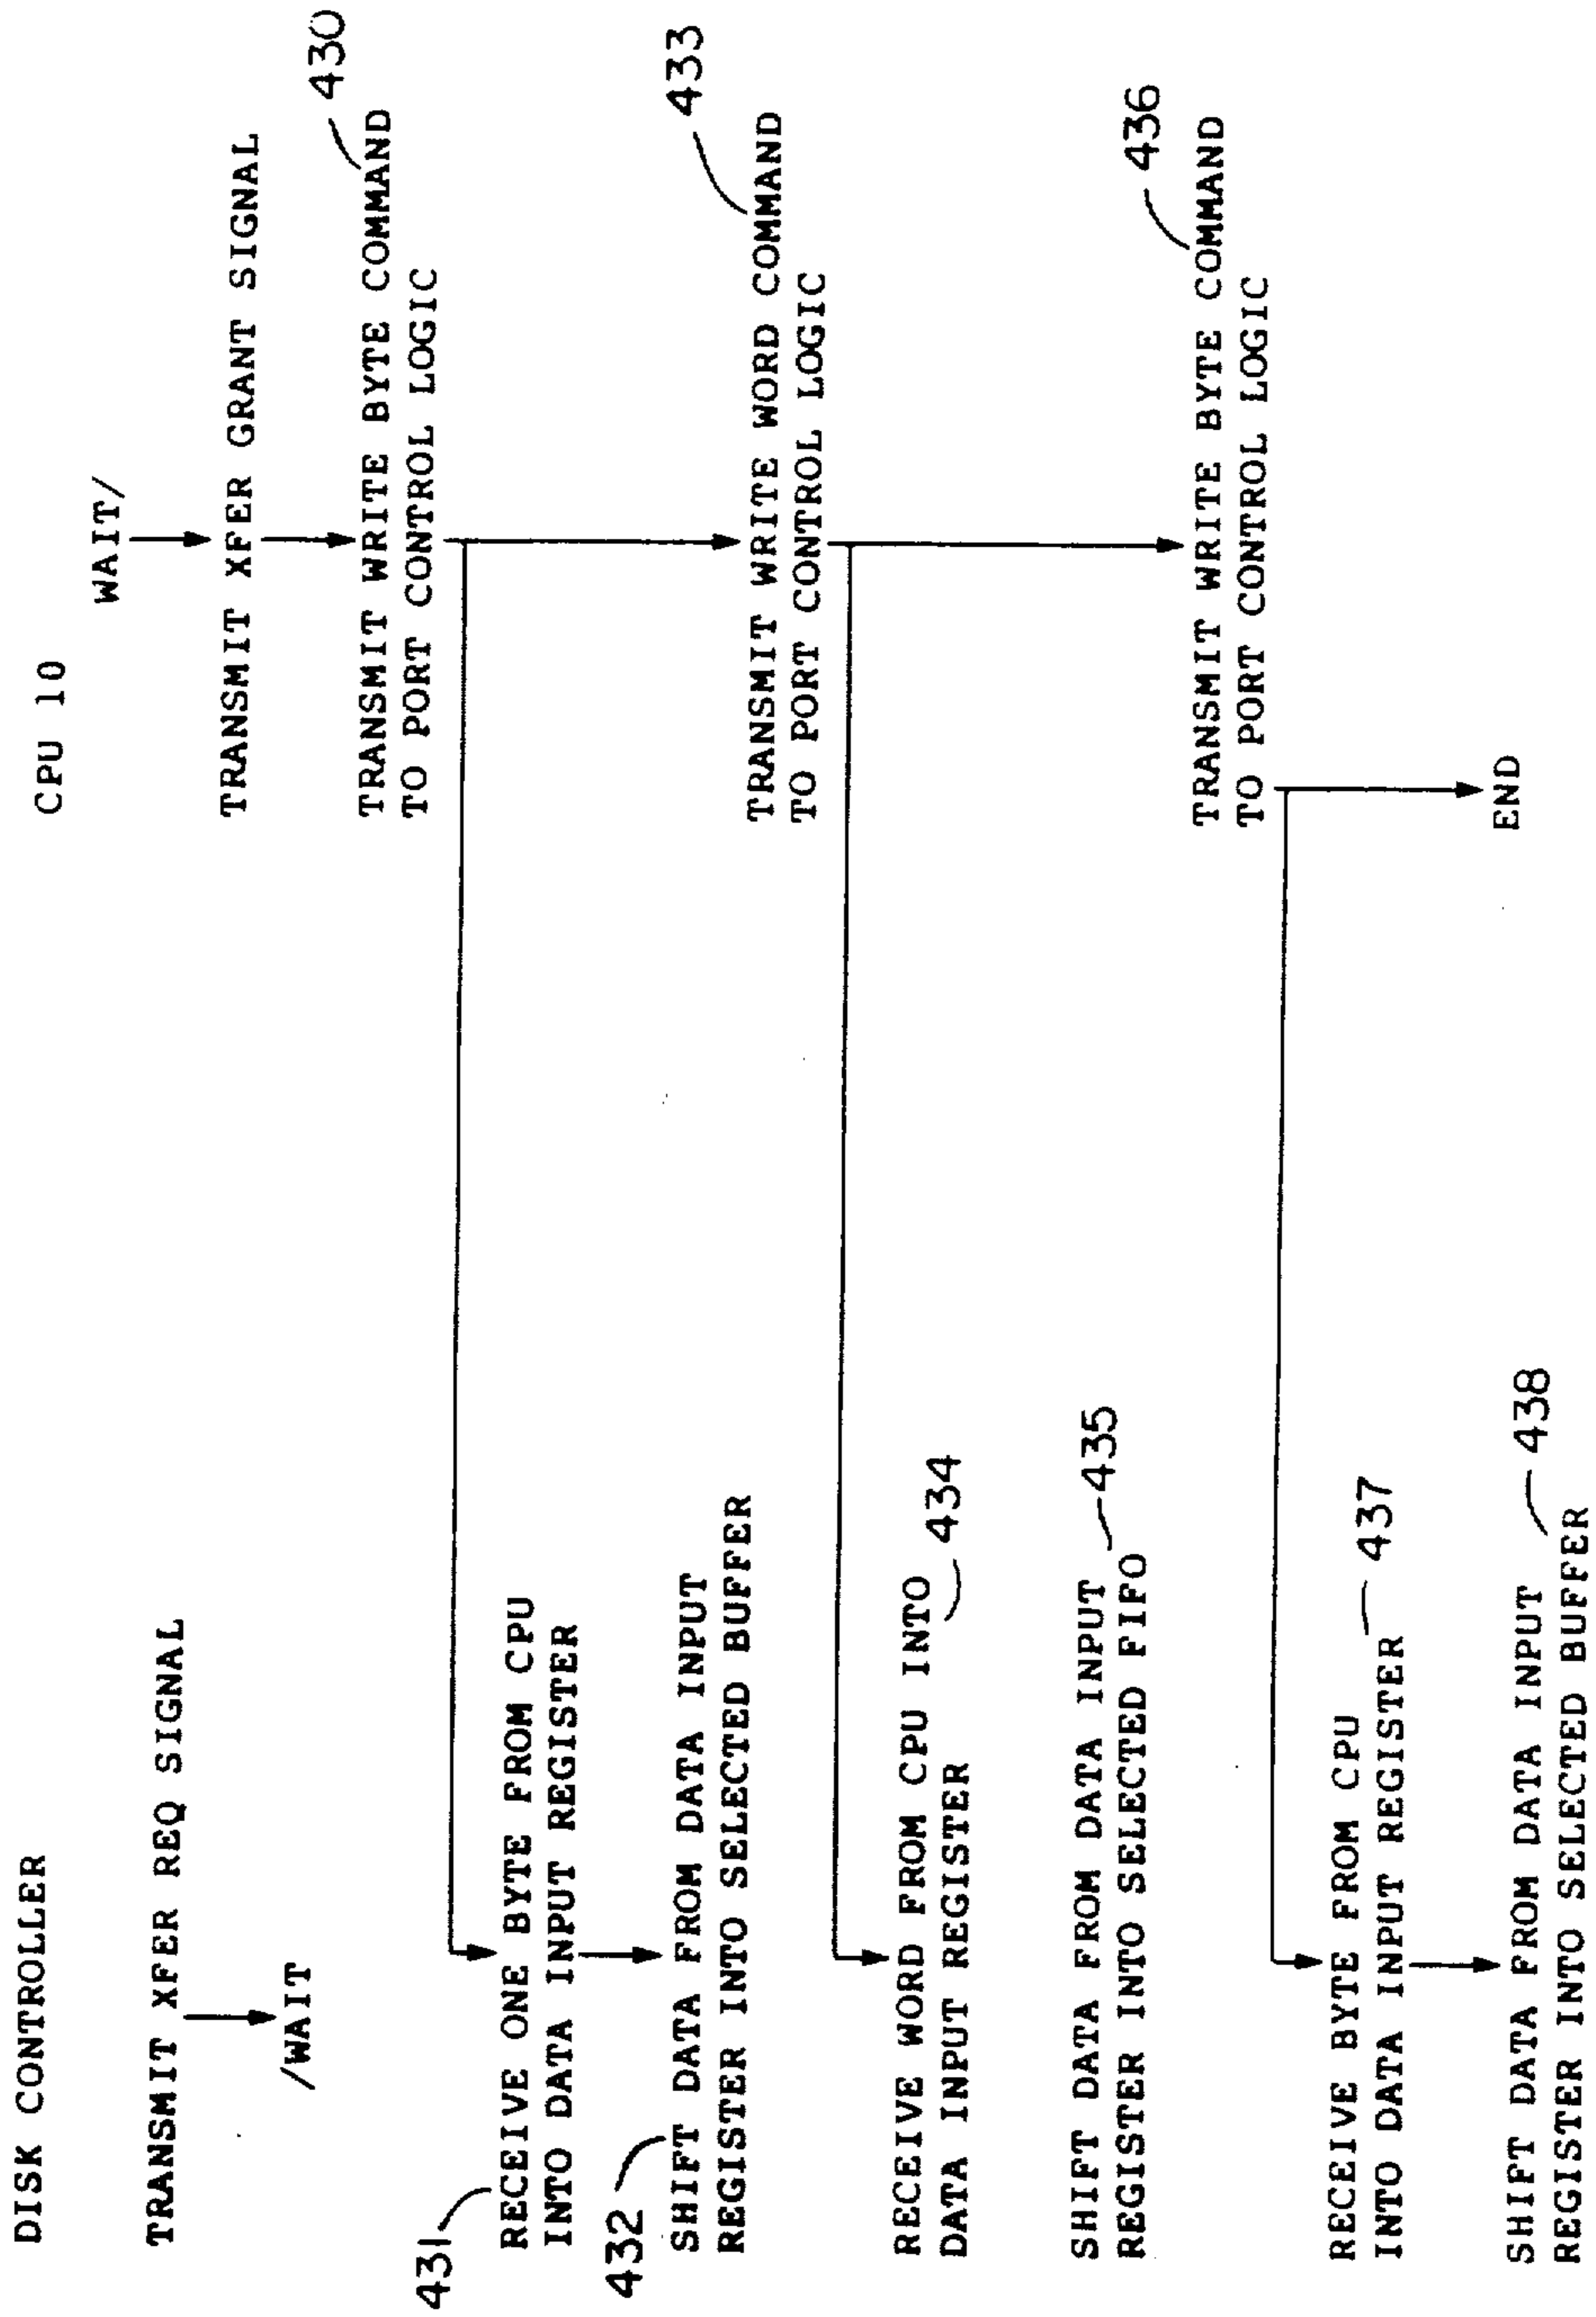 DISK CONTROLLER
CPU 10
WAIT/
TRANSMIT XFER REQ SIGNAL
TRANSMIT XFER GRANT SIGNAL
/WAIT
430
TRANSMIT WRITE BYTE COMMAND
TO PORT CONTROL LOGIC
431
RECEIVE ONE BYTE FROM CPU
INTO DATA INPUT REGISTER
432
SHIFT DATA FROM DATA INPUT
REGISTER INTO SELECTED BUFFER
433
TRANSMIT WRITE WORD COMMAND
TO PORT CONTROL LOGIC
RECEIVE WORD FROM CPU INTO
DATA INPUT REGISTER
434
SHIFT DATA FROM DATA INPUT
REGISTER INTO SELECTED FIFO
435
436
TRANSMIT WRITE BYTE COMMAND
TO PORT CONTROL LOGIC
RECEIVE BYTE FROM CPU
INTO DATA INPUT REGISTER
437
END
SHIFT DATA FROM DATA INPUT
REGISTER INTO SELECTED BUFFER
438